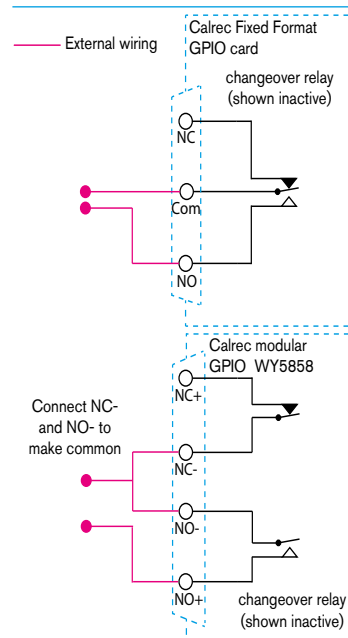 External wiring
Calrec Fixed Format
GPIO card
changeover relay
(shown inactive)
NC
Com
NO
Calrec modular
GPIO WY5858
NC+
Connect NC-
and NO- to
make common
NC-
NO-
NO+
changeover relay
(shown inactive)